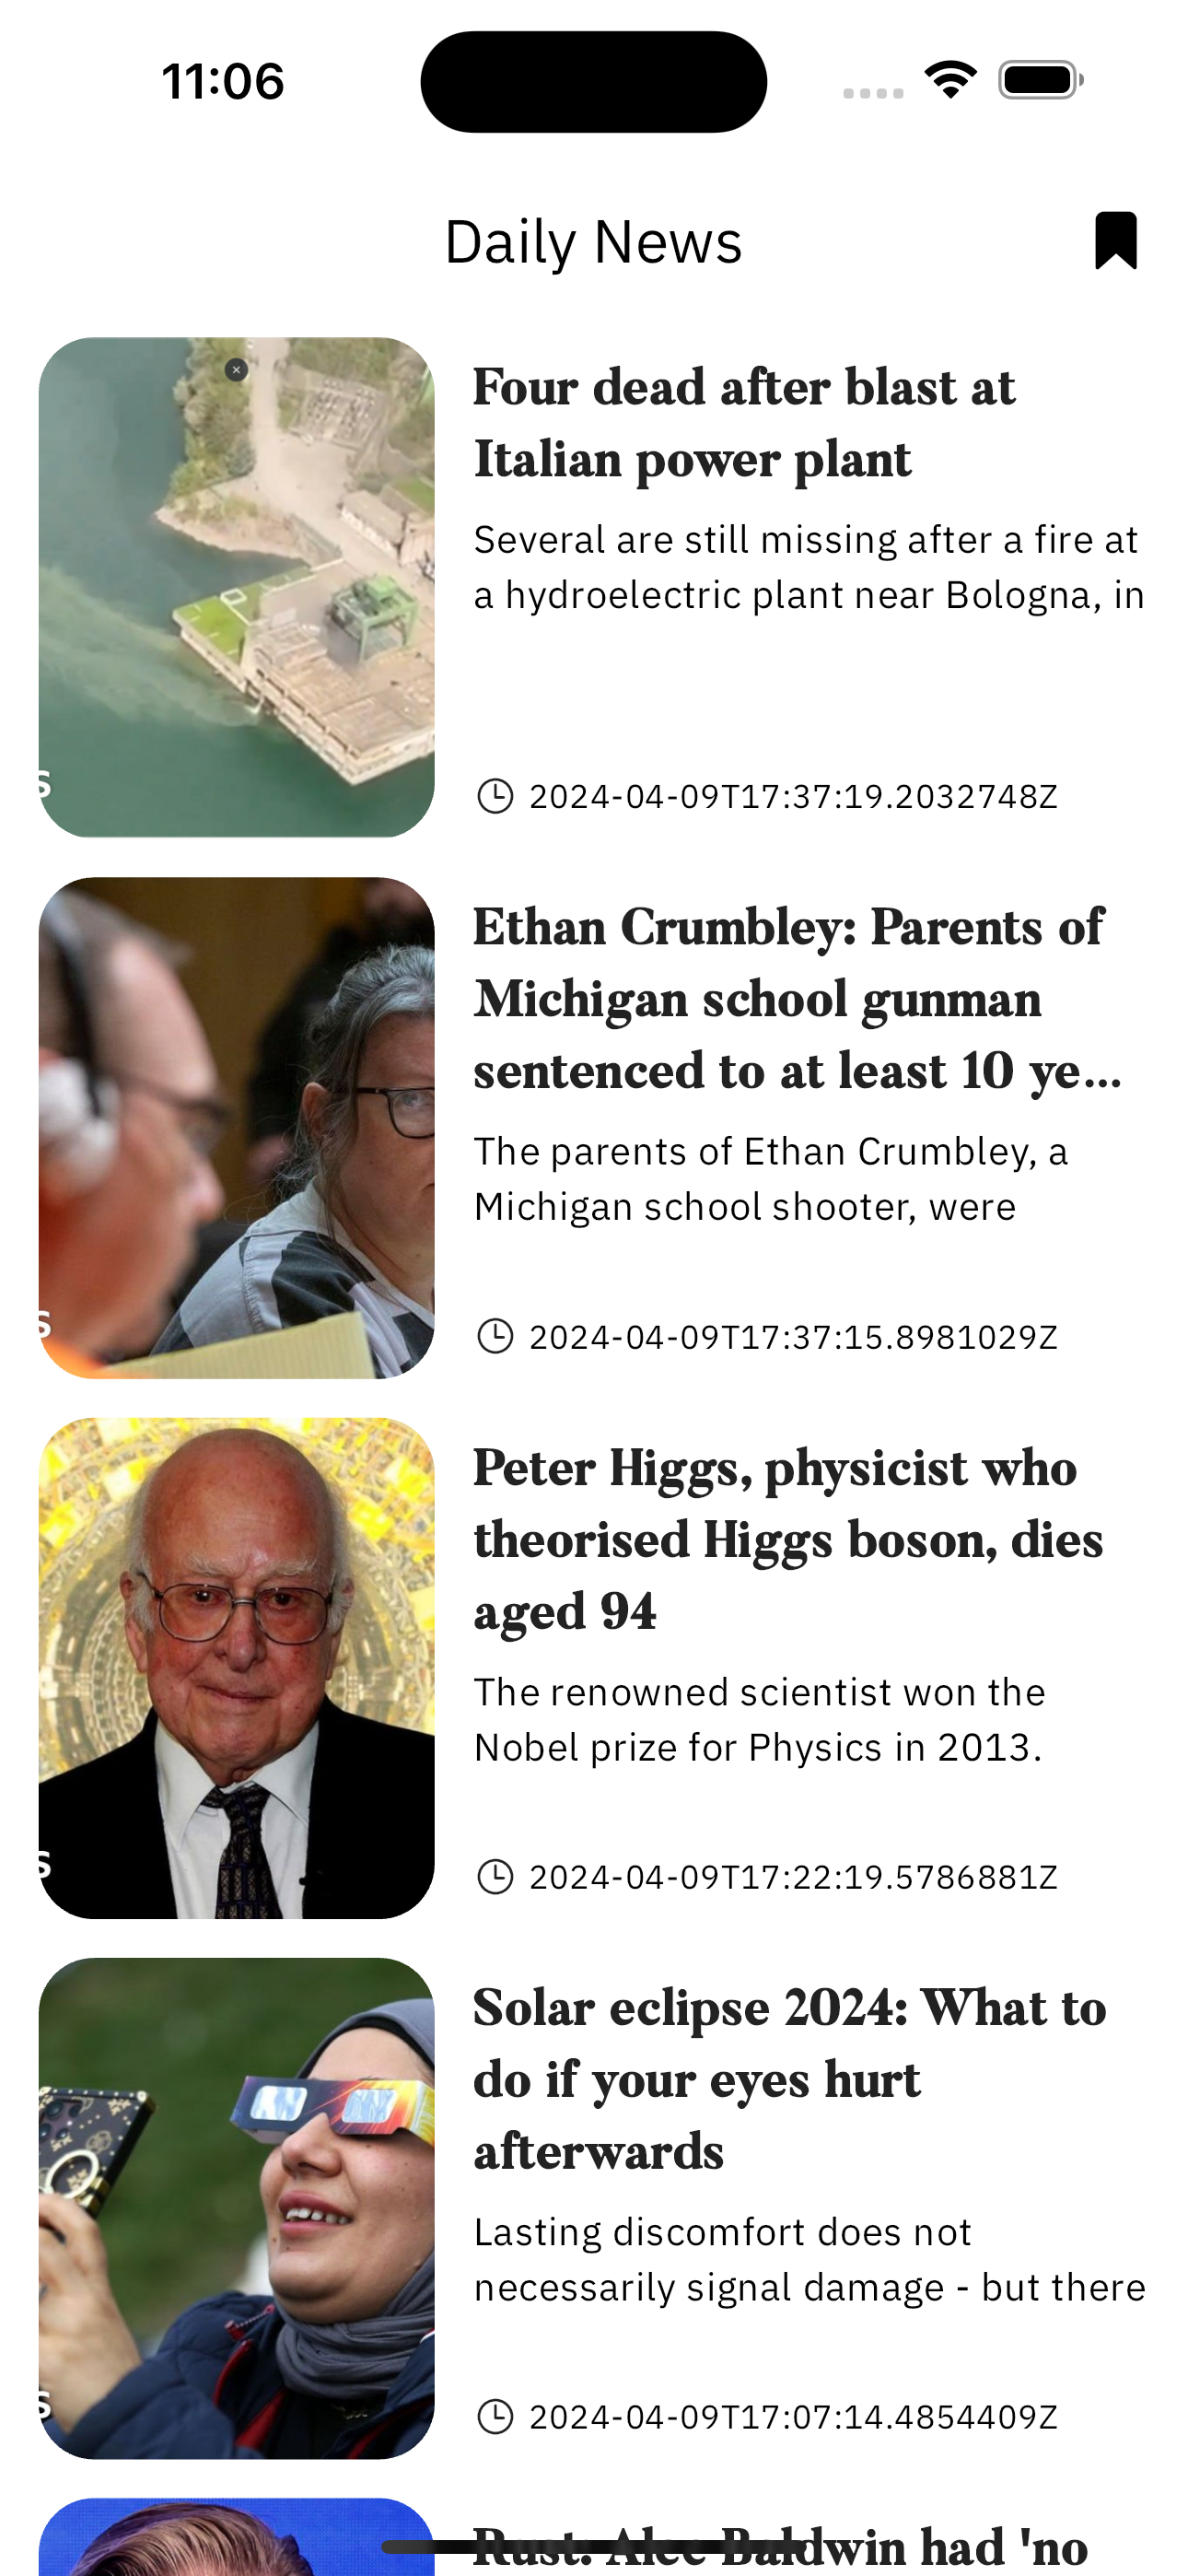 11:06
Daily News
Four dead after blast at
Italian power plant
Several are still missing after a fire at
a hydroelectric plant near Bologna, in
2024-04-09T17:37:19.2032748Z
S
Ethan Crumbley: Parents of
Michigan school gunman
sentenced to at least 10 ye...
The parents of Ethan Crumbley, a
Michigan school shooter, were
2024-04-09T17:37:15.8981029Z
S
Peter Higgs, physicist who
theorised Higgs boson, dies
aged 94
The renowned scientist won the
Nobel prize for Physics in 2013.
2024-04-09T17:22:19.5786881Z
S
Solar eclipse 2024: What to
do if your eyes hurt
afterwards
Lasting discomfort does not
necessarily signal damage - but there
2024-04-09T17:07:14.4854409Z
S
Rust: Alec Baldwin had 'no